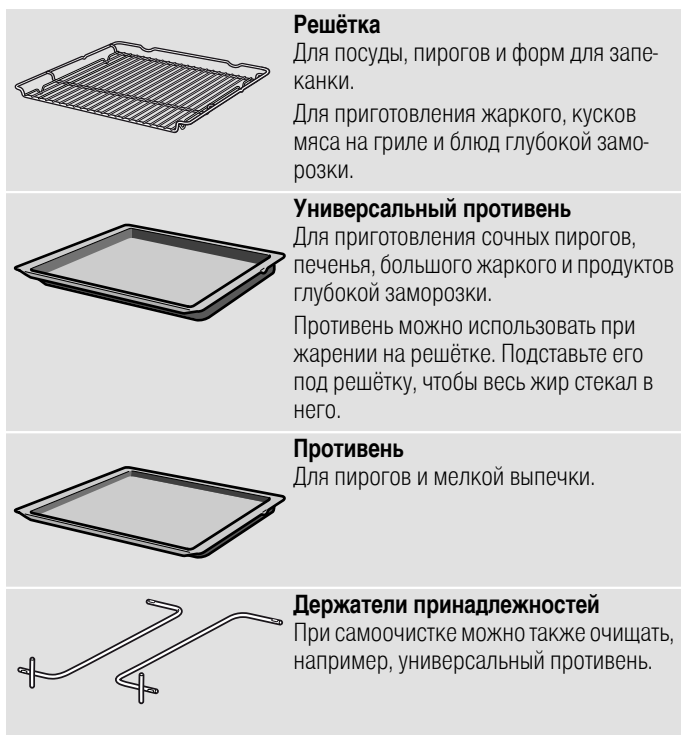 Решётка
Для посуды, пирогов и форм для запе-
канки.
Для приготовления жаркого, кусков
мяса на гриле и блюд глубокой замо-
розки.
Универсальный противень
Для приготовления сочных пирогов,
печенья, большого жаркого и продуктов
глубокой заморозки.
Противень можно использовать при
жарении на решётке. Подставьте его
под решётку, чтобы весь жир стекал в
него.
Противень
Для пирогов и мелкой выпечки.
Держатели принадлежностей
При самоочистке можно также очищать,
например, универсальный противень.